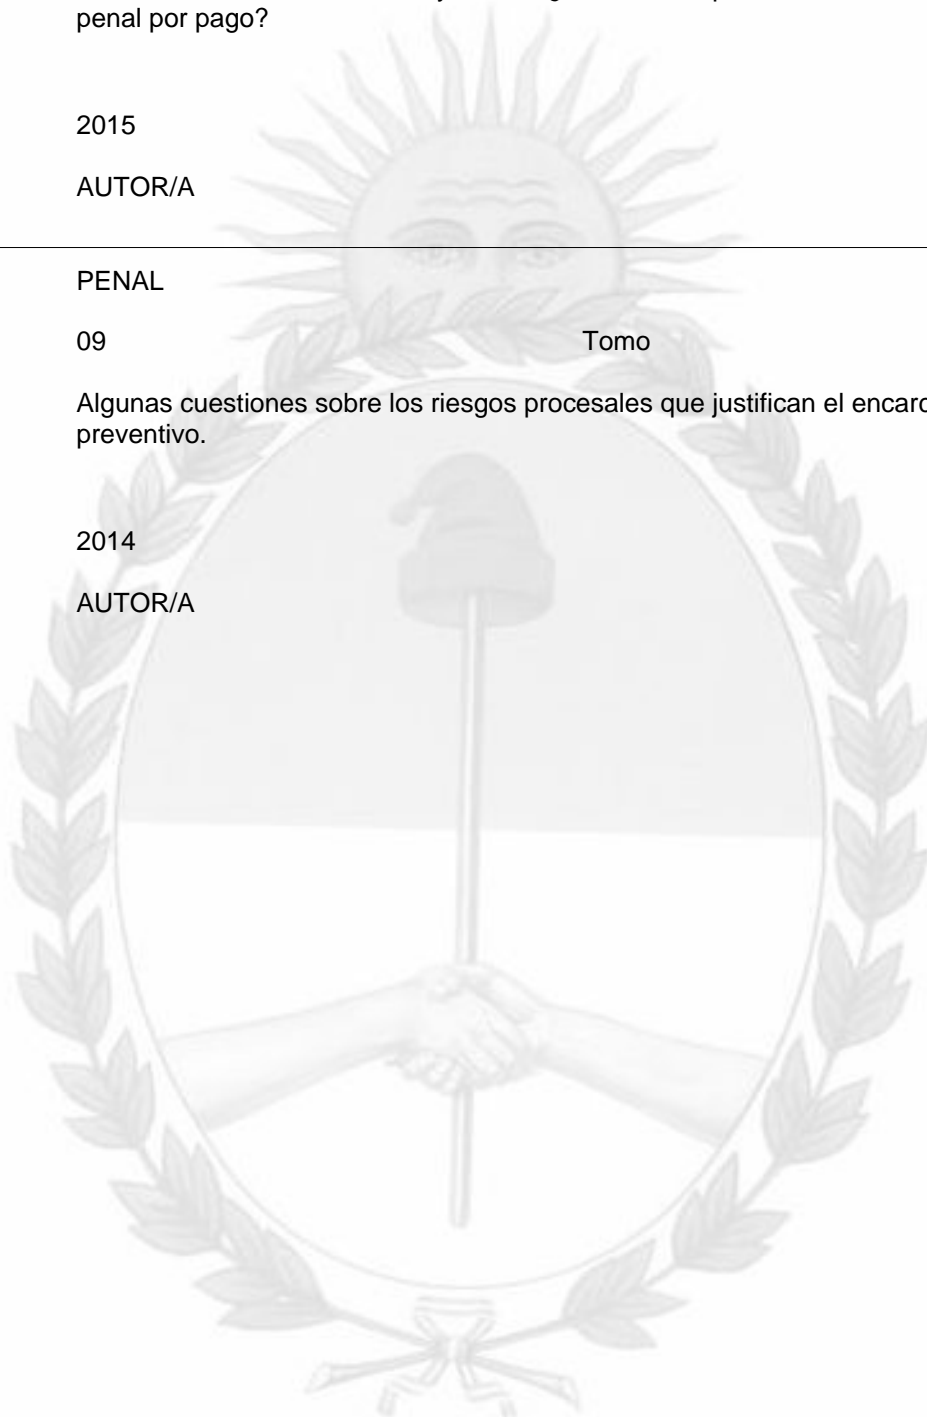 penal por pago?
2015
AUTOR/A
PENAL
09 Tomo
Algunas cuestiones sobre los riesgos procesales que justifican el
preventivo.
2014
AUTOR/A